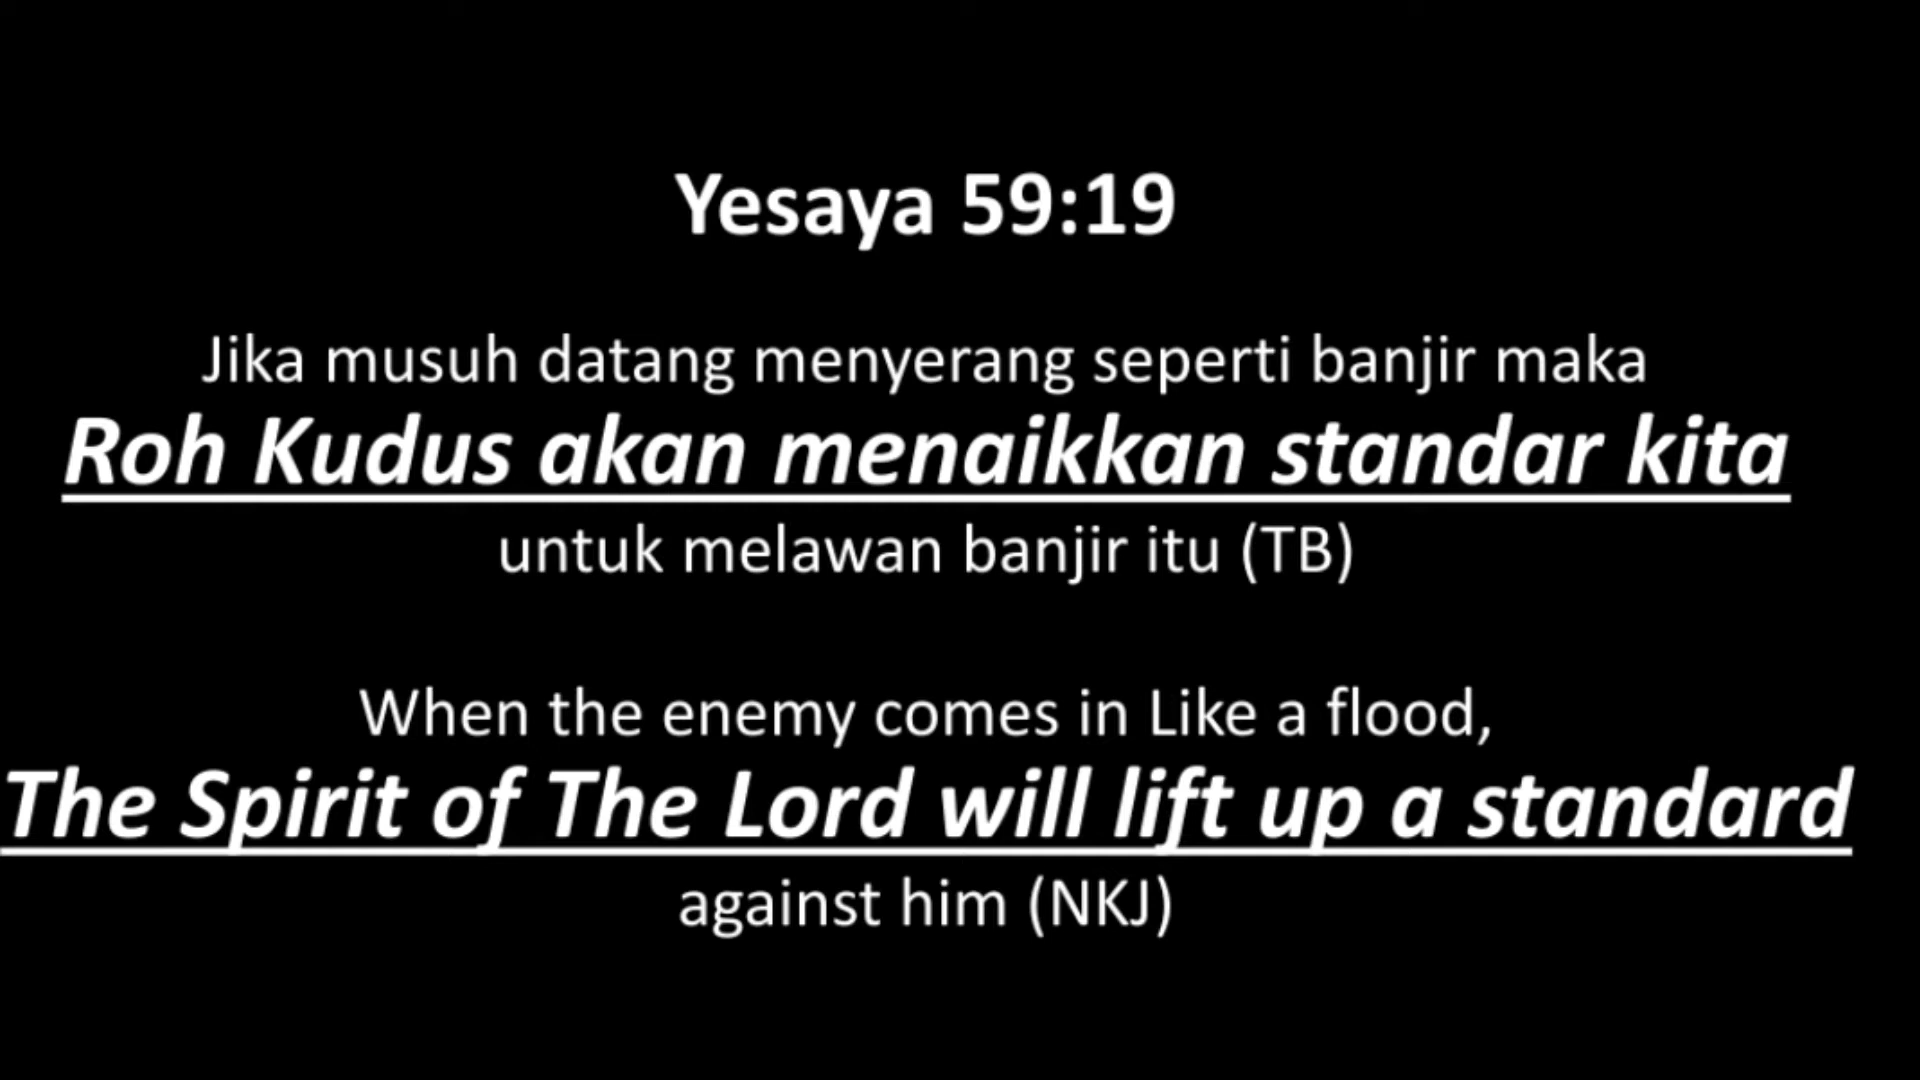 Yesaya 59:19
Jika musuh datang menyerang seperti banjir maka
Roh Kudus akan menaikkan standar kita
untuk melawan banjir itu (TB)
When the enemy comes in Like a flood,
The Spirit of The Lord will lift up a standard
against him (NKJ)